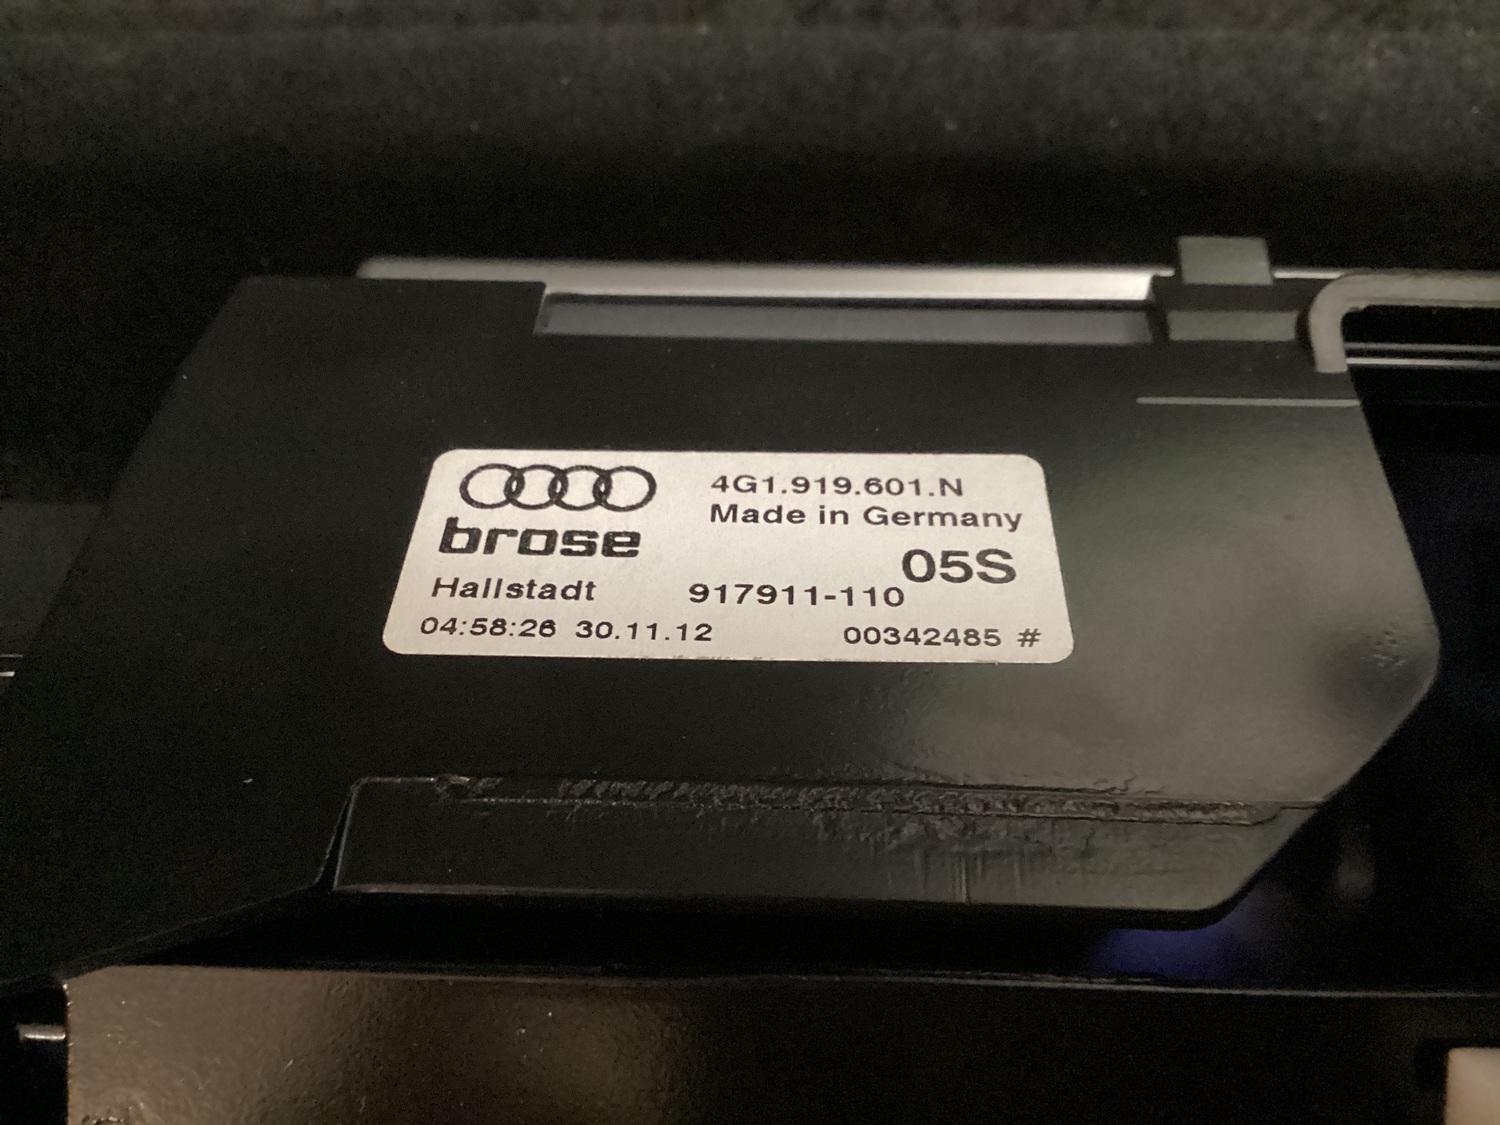 4G1.919.601.N
Made in Germany
brose
05S
Hallstadt 917911-110
04:58:26 30.11.12 00342485 #